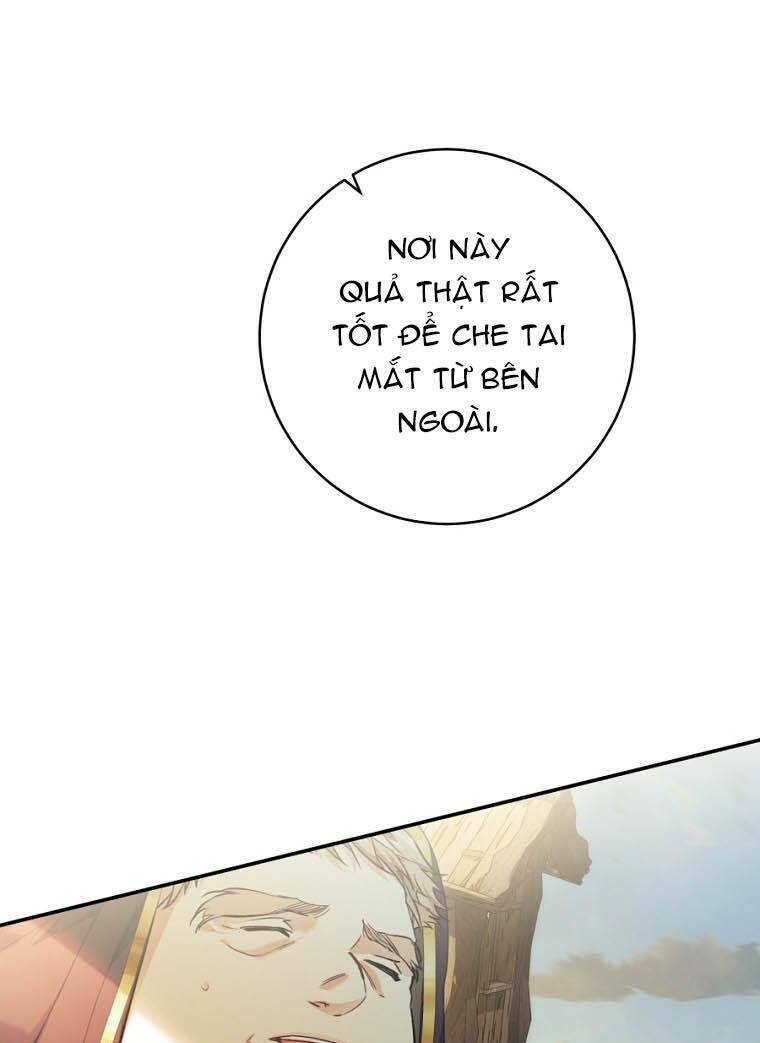 NƠI NÀY
QUẢ THẬT RẤT
TỐT ĐỂ CHE TAI
MẮT TỪ BÊN
NGOÀI.